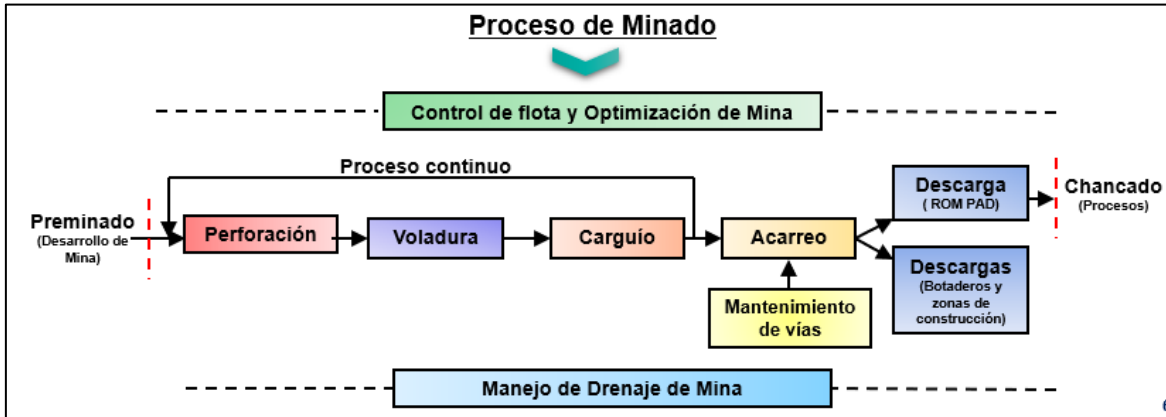 Proceso de Minado
Control de flota y Optimización de Mina
Proceso continuo
Preminado
(Desarrollo de
Mina)
Perforación
Voladura
Carguío
Acarreo
Mantenimiento
de vías
Descarga
( ROM PAD)
Descargas
(Botaderos y
zonas de
construcción)
Chancado
(Procesos)
Manejo de Drenaje de Mina